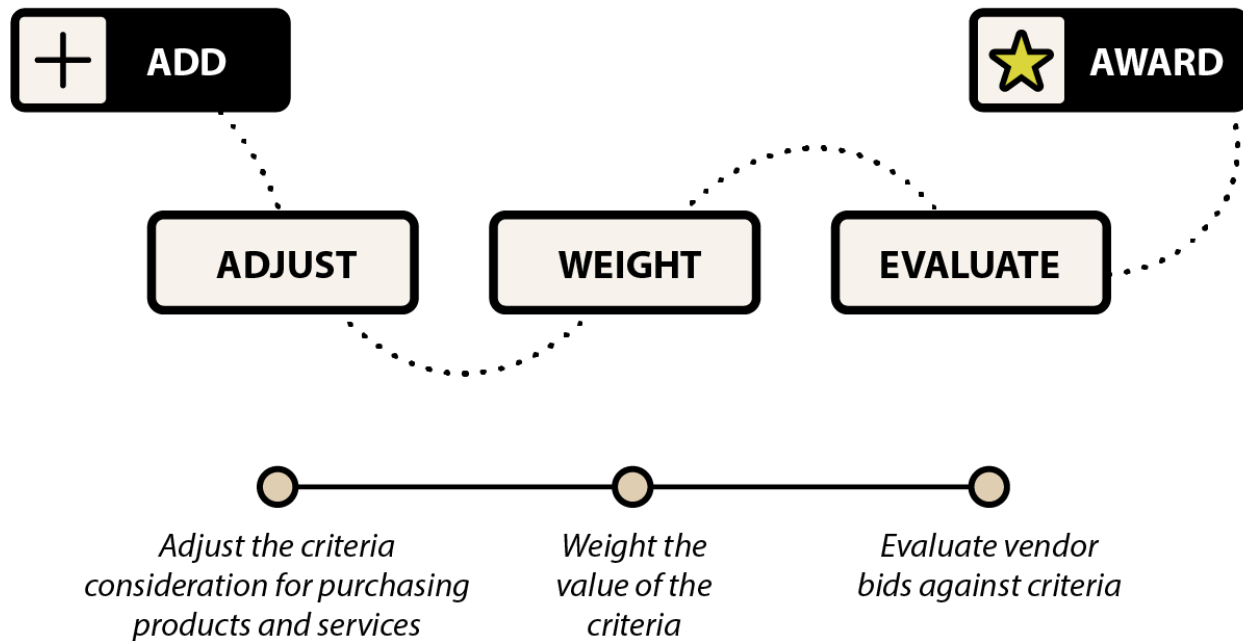 ADD
AWARD
ADJUST
WEIGHT
EVALUATE
Adjust the criteria
consideration for purchasing
products and services
Weight the
value of the
criteria
Evaluate vendor
bids against criteria